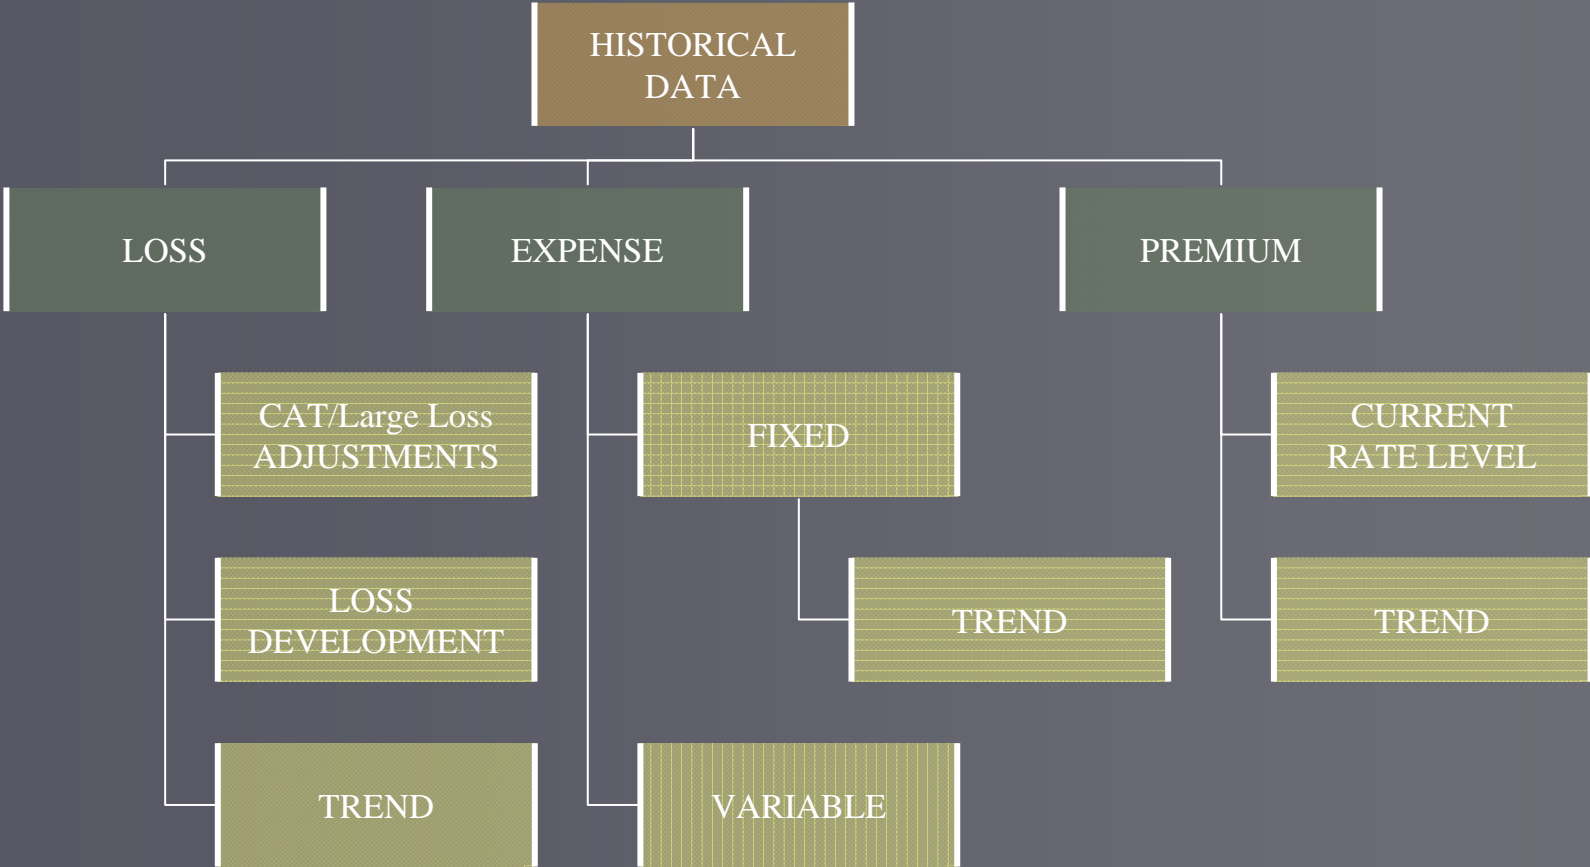 HISTORICAL
DATA
LOSS
EXPENSE
PREMIUM
CAT/Large Loss
ADJUSTMENTS
FIXED
CURRENT
RATE LEVEL
LOSS
DEVELOPMENT
TREND
TREND
TREND
VARIABLE